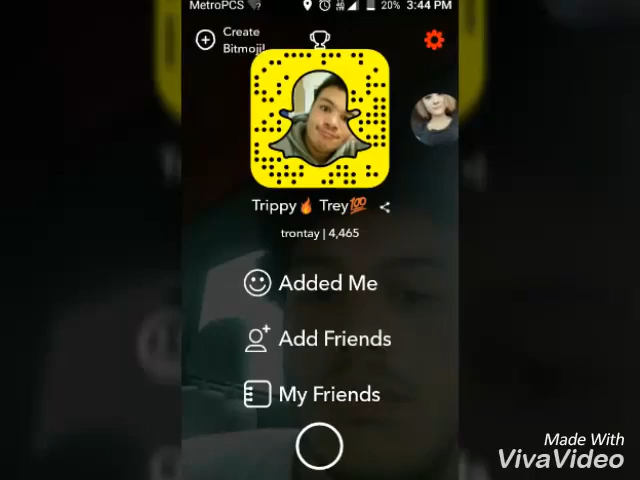 MetroPCS 20% 3:44 PM
Create
Bitmoji!
Trippy🔥 Trey💯
trontay | 4,465
Added Me
Add Friends
My Friends
Made With
VivaVideo